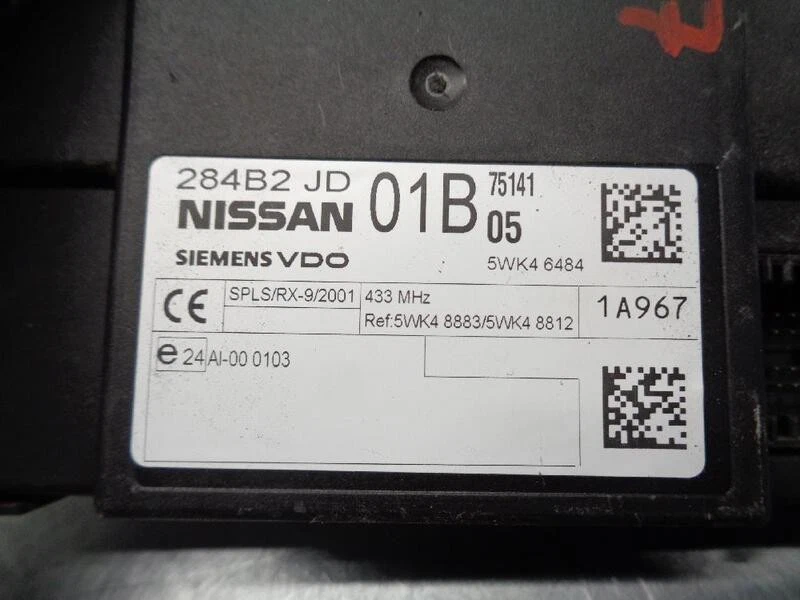 284B2 JD 01B 75141
NISSAN 05
SIEMENS VDO 5WK4 6484
CE SPLS/RX-9/2001 433 MHz 1A967
Ref:5WK4 8883/5WK4 8812
e 24 AI-00 0103